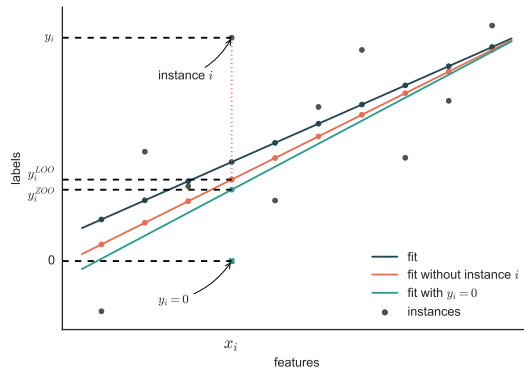 y_i
instance i
labels
y_i^{LOO}
y_i^{ZOO}
0
y_i = 0
fit
fit without instance i
fit with y_i = 0
instances
x_i
features